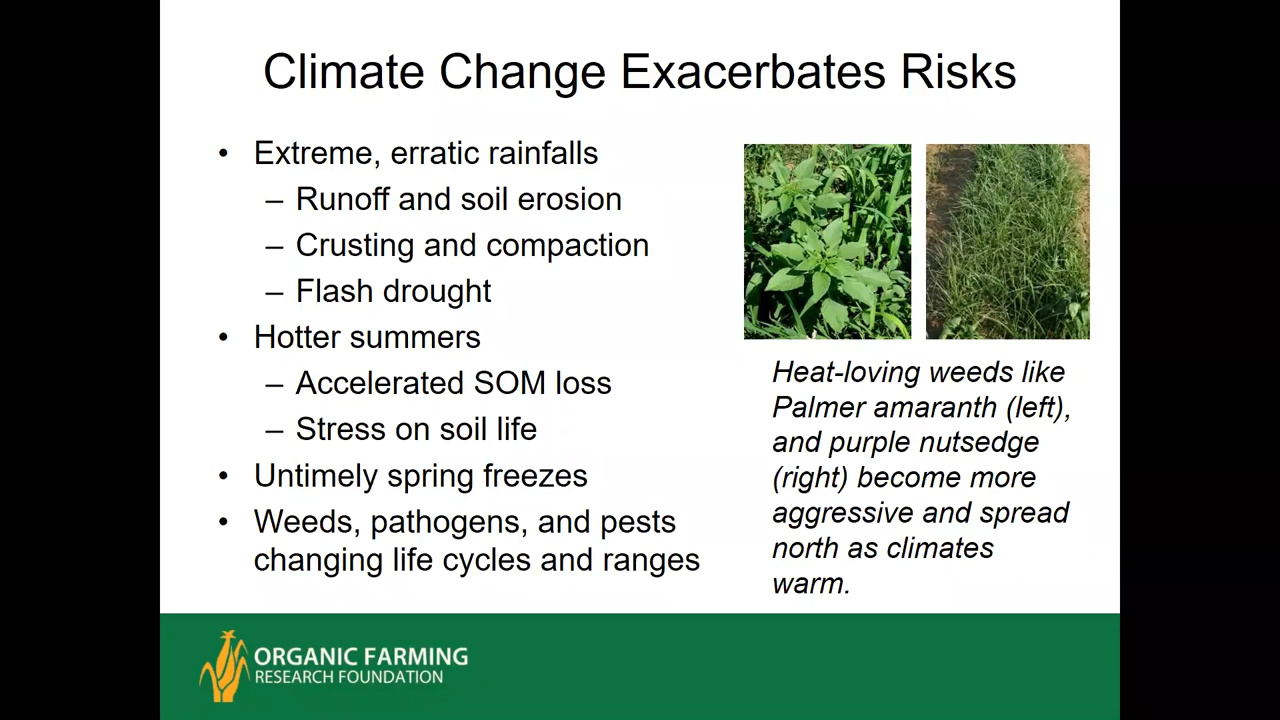 Climate Change Exacerbates Risks
• Extreme, erratic rainfalls
– Runoff and soil erosion
– Crusting and compaction
– Flash drought
• Hotter summers
– Accelerated SOM loss
– Stress on soil life
• Untimely spring freezes
• Weeds, pathogens, and pests
changing life cycles and ranges
Heat-loving weeds like
Palmer amaranth (left),
and purple nutsedge
(right) become more
aggressive and spread
north as climates
warm.
ORGANIC FARMING
RESEARCH FOUNDATION